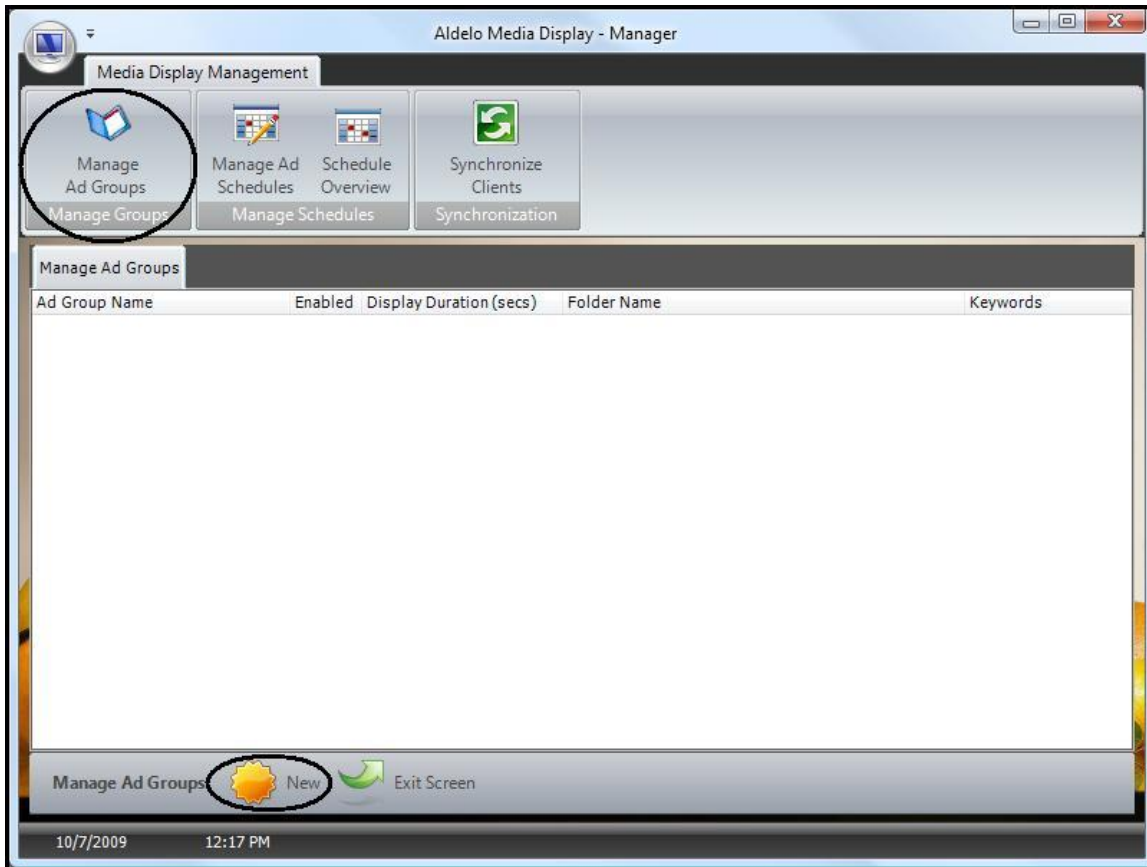 Aldelo Media Display - Manager
Media Display Management
Manage
Ad Groups
Manage Groups
Manage Ad
Schedules
Schedule
Overview
Manage Schedules
Synchronize
Clients
Synchronization
Manage Ad Groups
Ad Group Name Enabled Display Duration (secs) Folder Name Keywords
Manage Ad Groups New Exit Screen
10/7/2009 12:17 PM